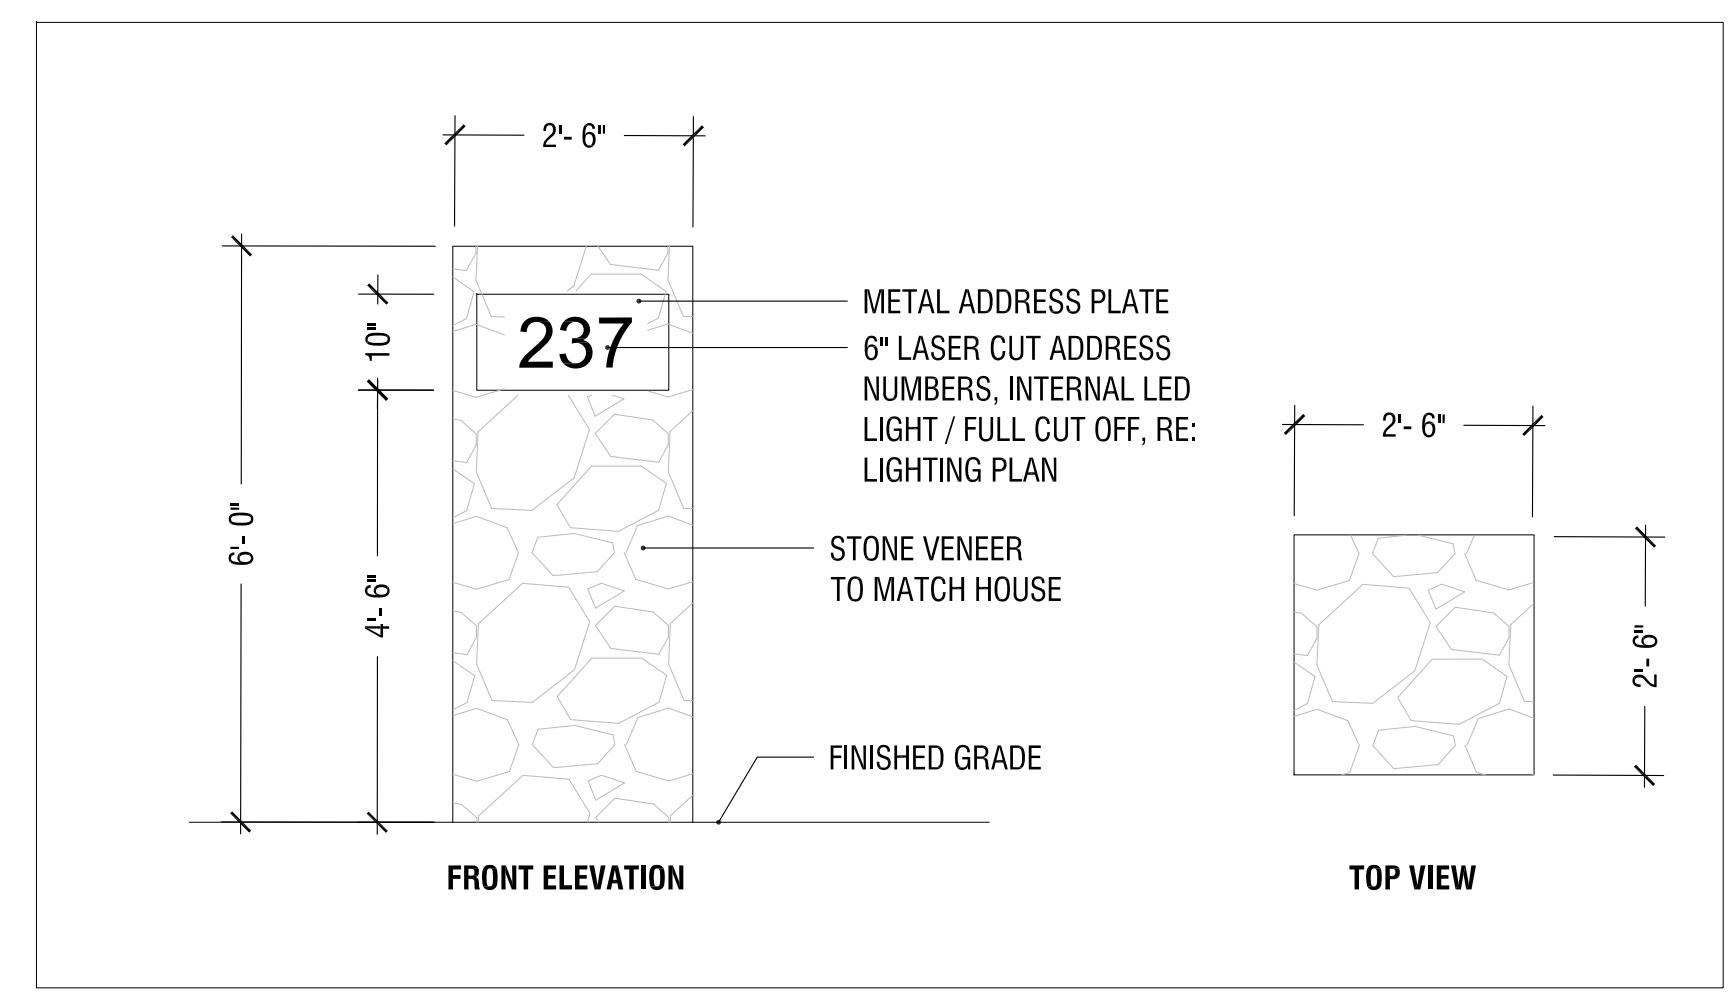 2'- 6"
6'- 0"
10"
4'- 6"
237
METAL ADDRESS PLATE
6" LASER CUT ADDRESS
NUMBERS, INTERNAL LED
LIGHT / FULL CUT OFF, RE:
LIGHTING PLAN
STONE VENEER
TO MATCH HOUSE
FINISHED GRADE
FRONT ELEVATION
2'- 6"
2'- 6"
TOP VIEW